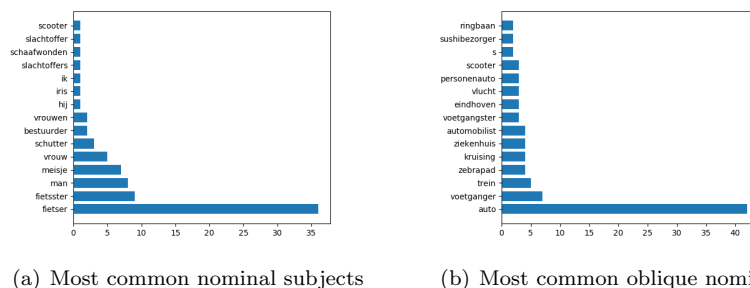 scooter
slachtoffer
schaafwonden
slachtoffers
ik
iris
hij
vrouwen
bestuurder
schutter
vrouw
meisje
man
fietsster
fietser
0 5 10 15 20 25 30 35
(a) Most common nominal subjects
ringbaan
sushibezorger
s
scooter
personenauto
vlucht
eindhoven
voetgangster
automobilist
ziekenhuis
kruising
zebrapad
trein
voetganger
auto
0 5 10 15 20 25 30 35 40
(b) Most common oblique nomi